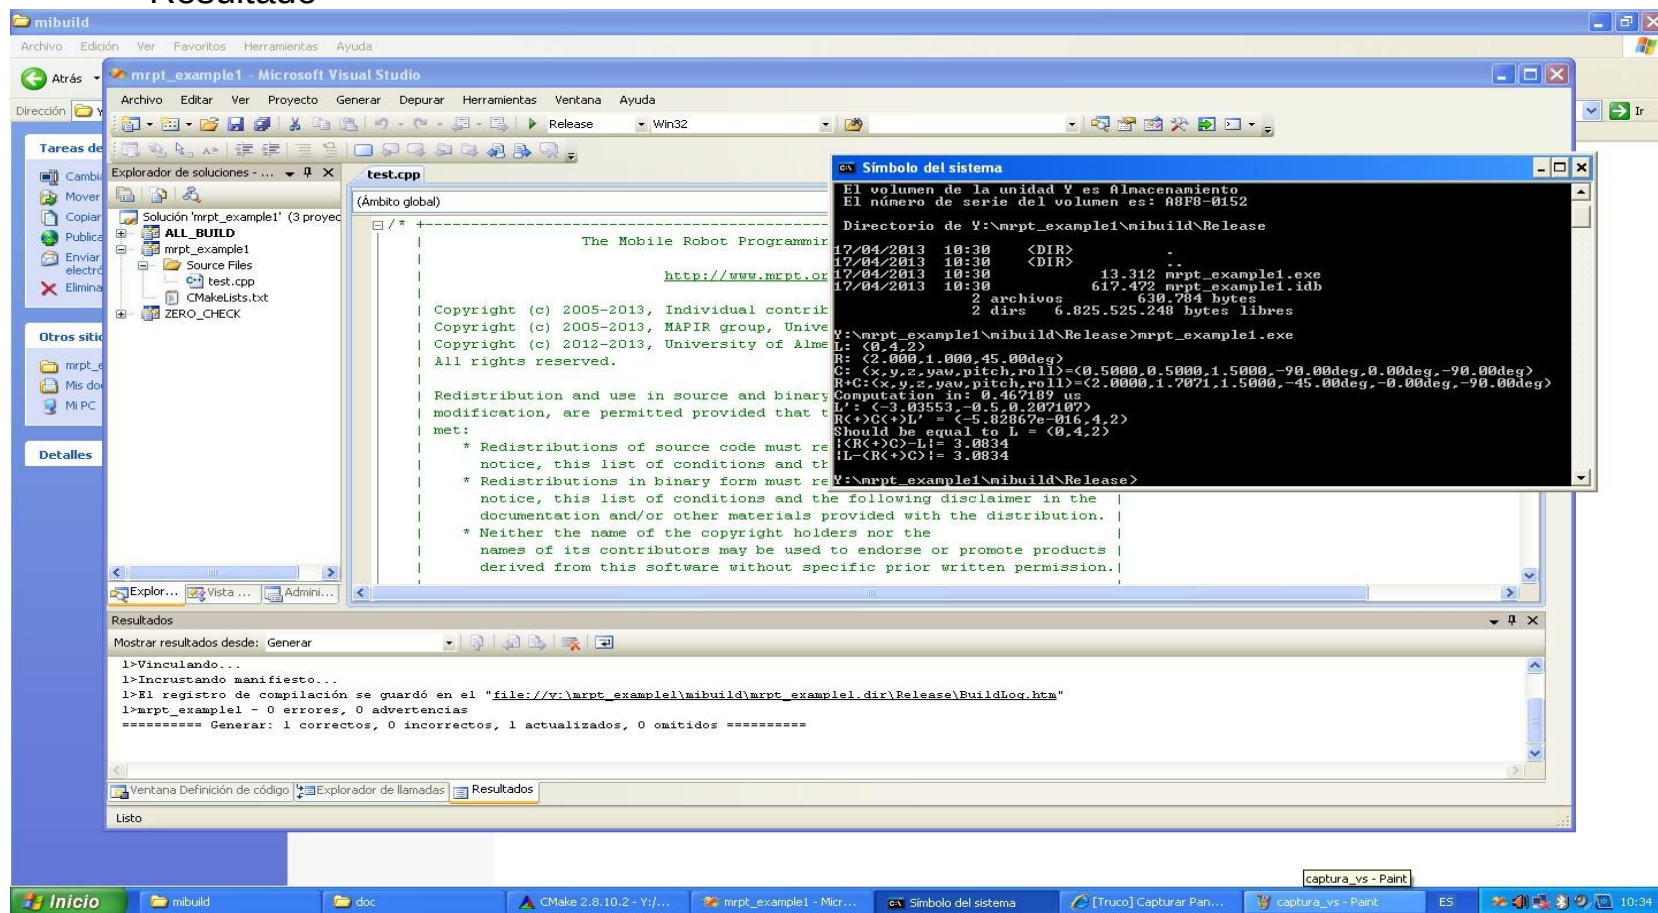 mibuild
Archivo Edición Ver Favoritos Herramientas Ayuda
Atrás
Dirección
Ir
mrpt_example1 - Microsoft Visual Studio
Archivo Editar Ver Proyecto Generar Depurar Herramientas Ventana Ayuda
Release Win32
Tareas de
Mover
Copiar
Enviar
Otros sitio
Mi PC
Detalles
Explorador de soluciones - ...
Solución 'mrpt_example1' (3 proyec
ALL_BUILD
mrpt_example1
Source Files
test.cpp
CMakeLists.txt
ZERO_CHECK
Explor... Vista ... Admini...
test.cpp
(Ámbito global)
/* +-------------------------------------------
| The Mobile Robot Programmin
|
| http://www.mrpt.or
|
| Copyright (c) 2005-2013, Individual contrib
| Copyright (c) 2005-2013, MAPIR group, Unive
| Copyright (c) 2012-2013, University of Alme
| All rights reserved.
|
| Redistribution and use in source and binary
| modification, are permitted provided that t
| met:
| * Redistributions of source code must re
| notice, this list of conditions and th
| * Redistributions in binary form must re
| notice, this list of conditions and the following disclaimer in the |
| documentation and/or other materials provided with the distribution. |
| * Neither the name of the copyright holders nor the |
| names of its contributors may be used to endorse or promote products |
| derived from this software without specific prior written permission.|
Símbolo del sistema
El volumen de la unidad Y es Almacenamiento
El número de serie del volumen es: A8F8-0152
Directorio de Y:\mrpt_example1\mibuild\Release
17/04/2013 10:30 <DIR> .
17/04/2013 10:30 <DIR> ..
17/04/2013 10:30 13.312 mrpt_example1.exe
17/04/2013 10:30 617.472 mrpt_example1.idb
2 archivos 630.784 bytes
2 dirs 6.825.525.248 bytes libres
Y:\mrpt_example1\mibuild\Release>mrpt_example1.exe
L: (0,4,2)
R: (2.000,1.000,45.00deg)
C: (x,y,z,yaw,pitch,roll)=(0.5000,0.5000,1.5000,-90.00deg,0.00deg,-90.00deg)
R+C:(x,y,z,yaw,pitch,roll)=(2.0000,1.7071,1.5000,-45.00deg,-0.00deg,-90.00deg)
Computation in: 0.467189 us
L': (-3.03553,-0.5,0.207107)
R(+)C(+)L' = (-5.82867e-016,4,2)
Should be equal to L = (0,4,2)
|(R(+)C)-L|= 3.0834
|L-(R(+)C)|= 3.0834
Y:\mrpt_example1\mibuild\Release>
Resultados
Mostrar resultados desde: Generar
1>Vinculando...
1>Incrustando manifiesto...
1>El registro de compilación se guardó en el "file://y:\mrpt_example1\mibuild\mrpt_example1.dir\Release\BuildLog.htm"
1>mrpt_example1 - 0 errores, 0 advertencias
========== Generar: 1 correctos, 0 incorrectos, 1 actualizados, 0 omitidos ==========
Ventana Definición de código Explorador de llamadas Resultados
Listo
captura_vs - Paint
Inicio mibuild doc CMake 2.8.10.2 - Y:/... mrpt_example1 - Micr... Símbolo del sistema [Truco] Capturar Pan... captura_vs - Paint ES 10:34